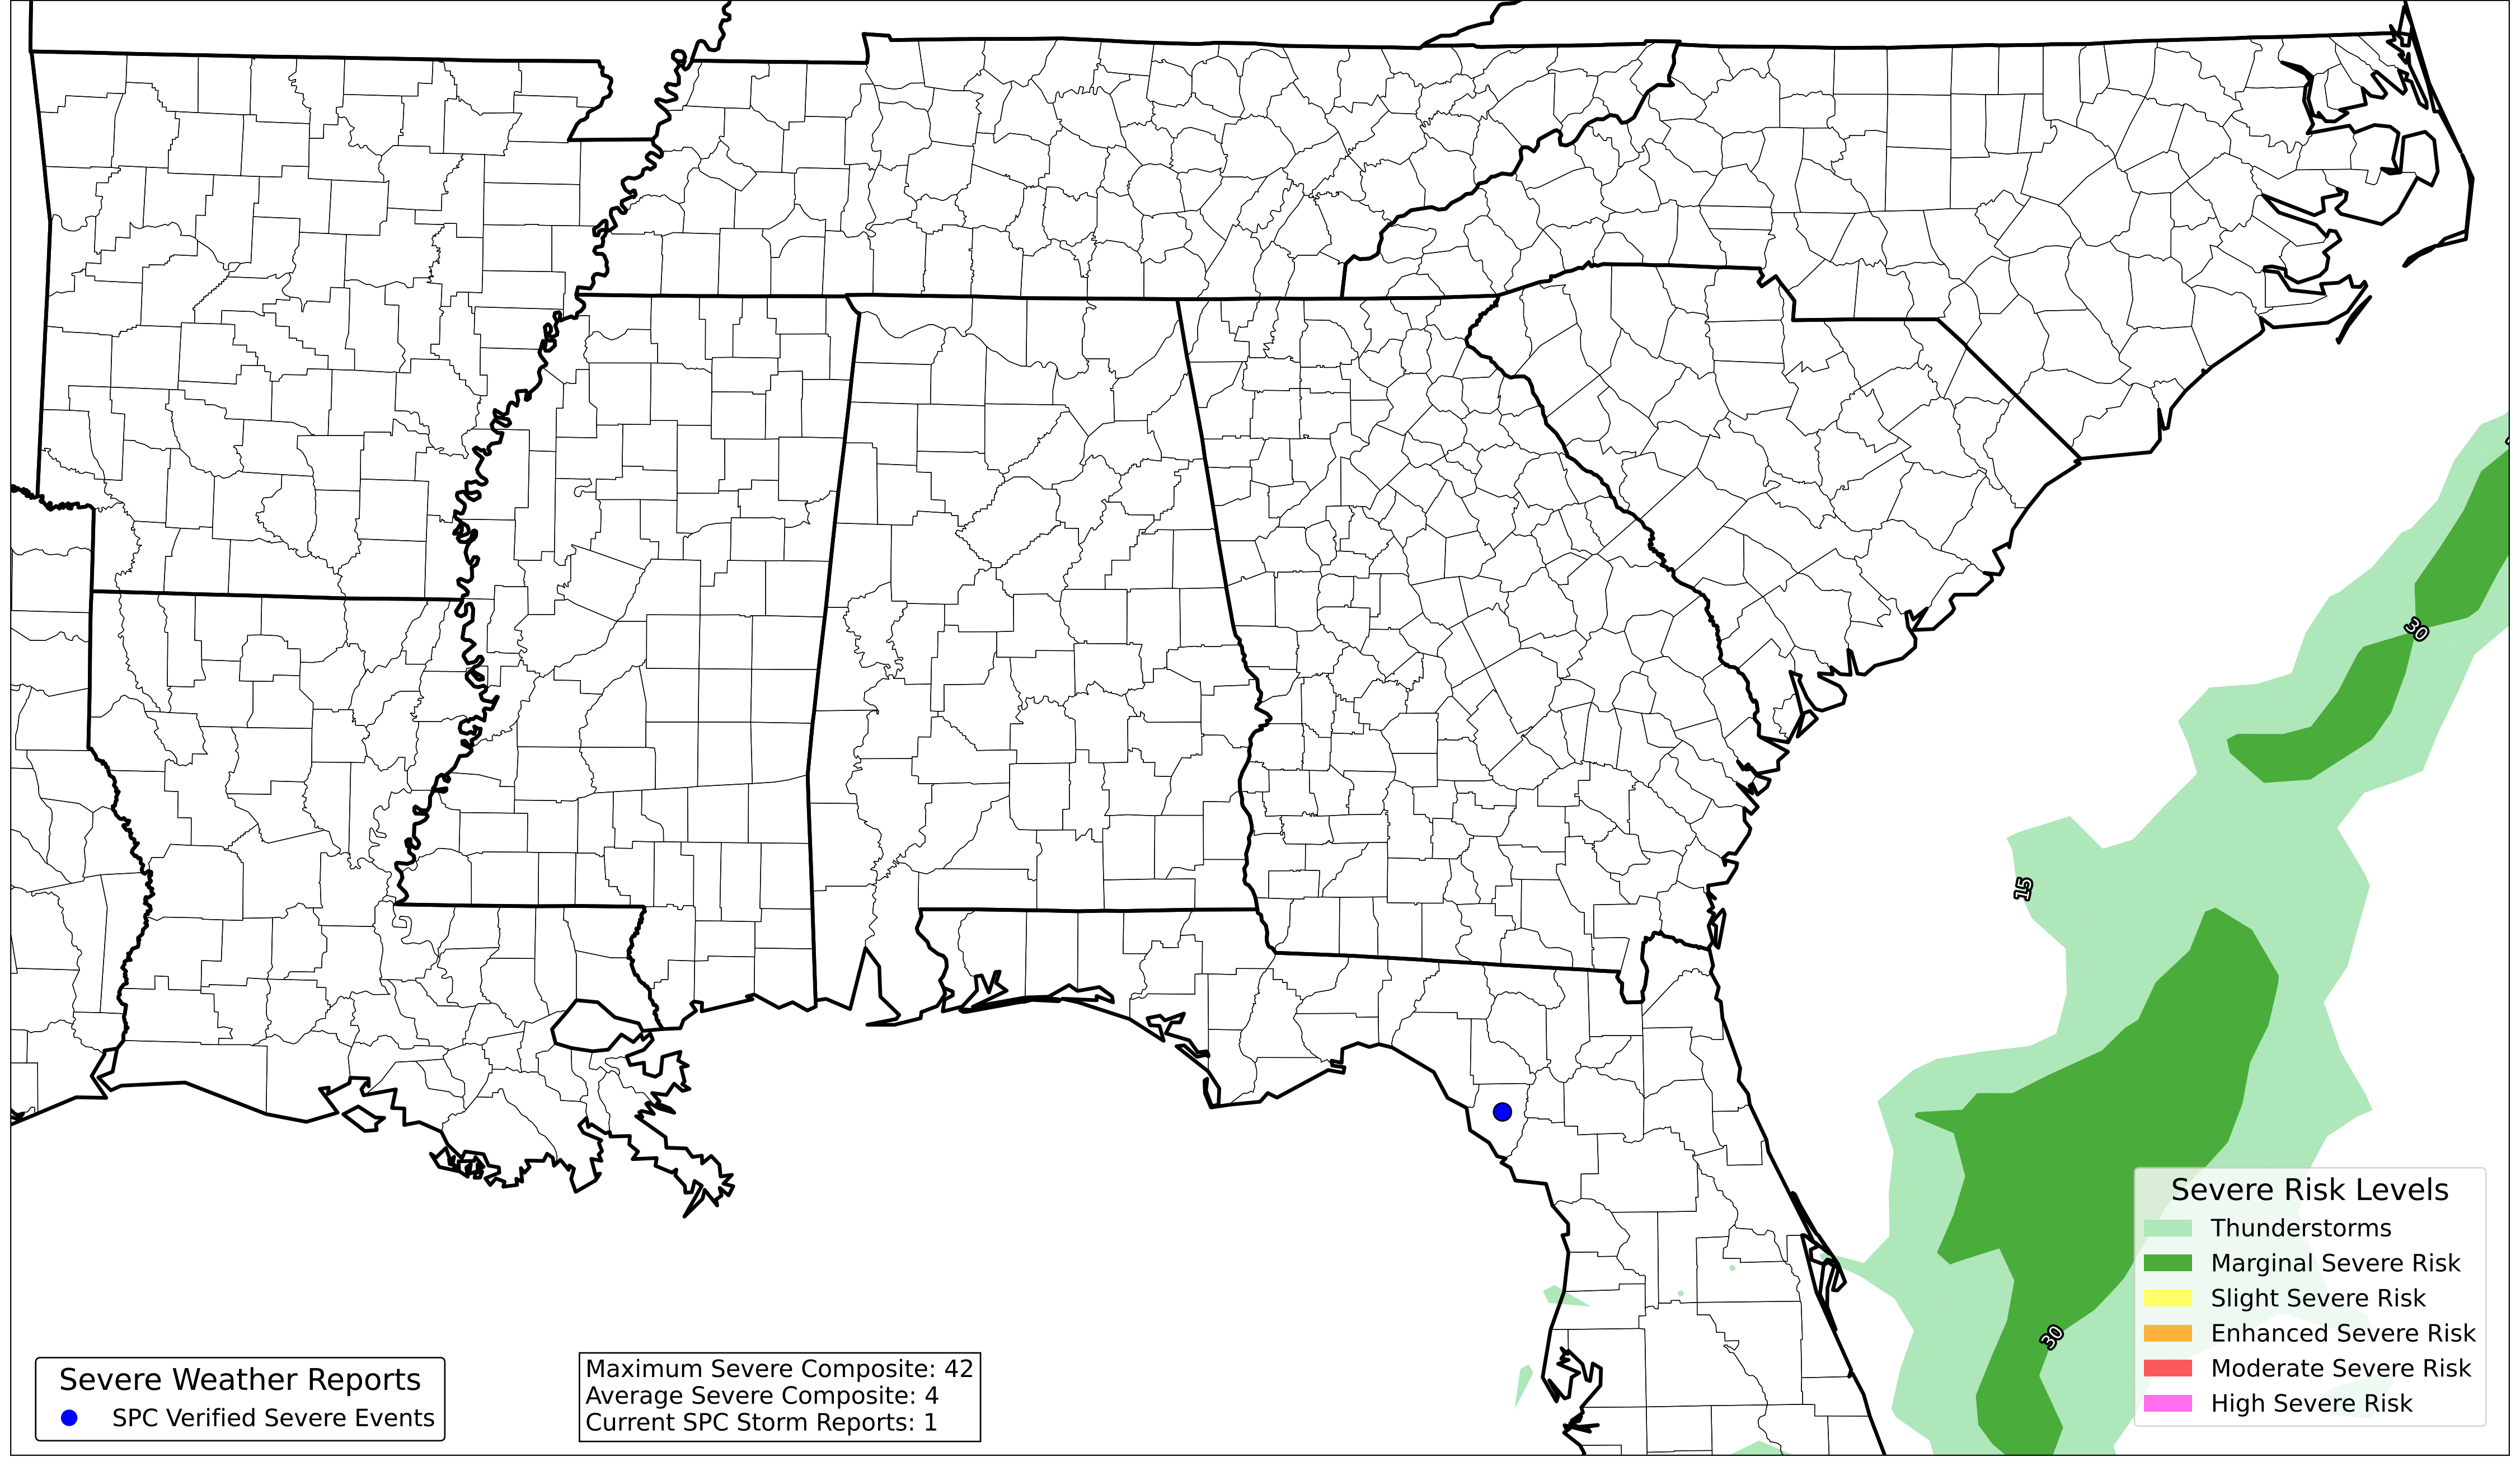 30
15
30
Severe Risk Levels
Thunderstorms
Marginal Severe Risk
Slight Severe Risk
Enhanced Severe Risk
Moderate Severe Risk
High Severe Risk
Severe Weather Reports
SPC Verified Severe Events
Maximum Severe Composite: 42
Average Severe Composite: 4
Current SPC Storm Reports: 1